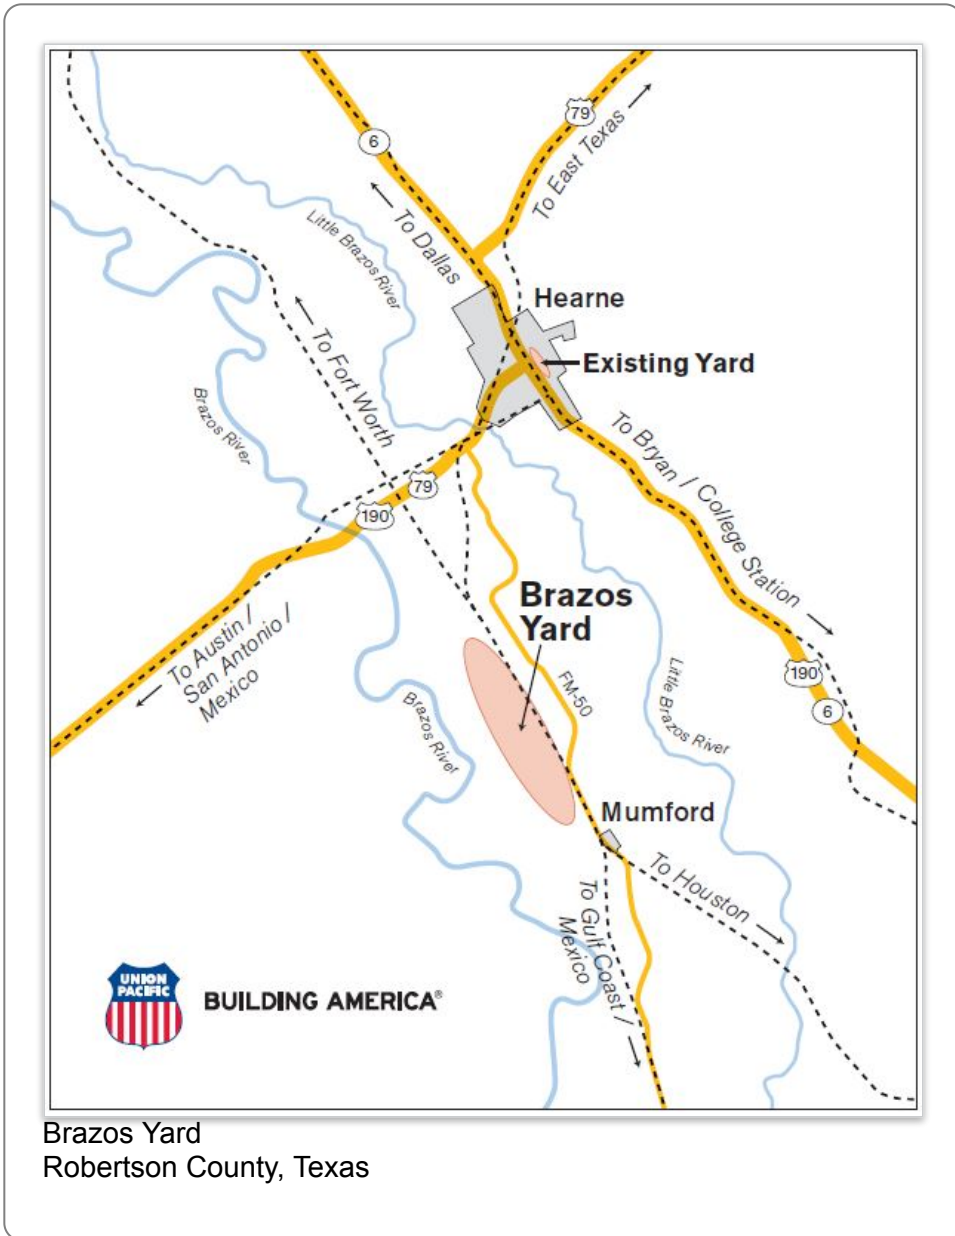 6
79
To East Texas
To Dallas
Little Brazos River
Hearne
Existing Yard
To Fort Worth
Brazos River
To Bryan / College Station
79
190
Brazos
Yard
To Austin /
San Antonio /
Mexico
FM-50
Little Brazos River
190
6
Brazos River
Mumford
To Houston
To Gulf Coast /
Mexico
UNION
PACIFIC
BUILDING AMERICA®
Brazos Yard
Robertson County, Texas